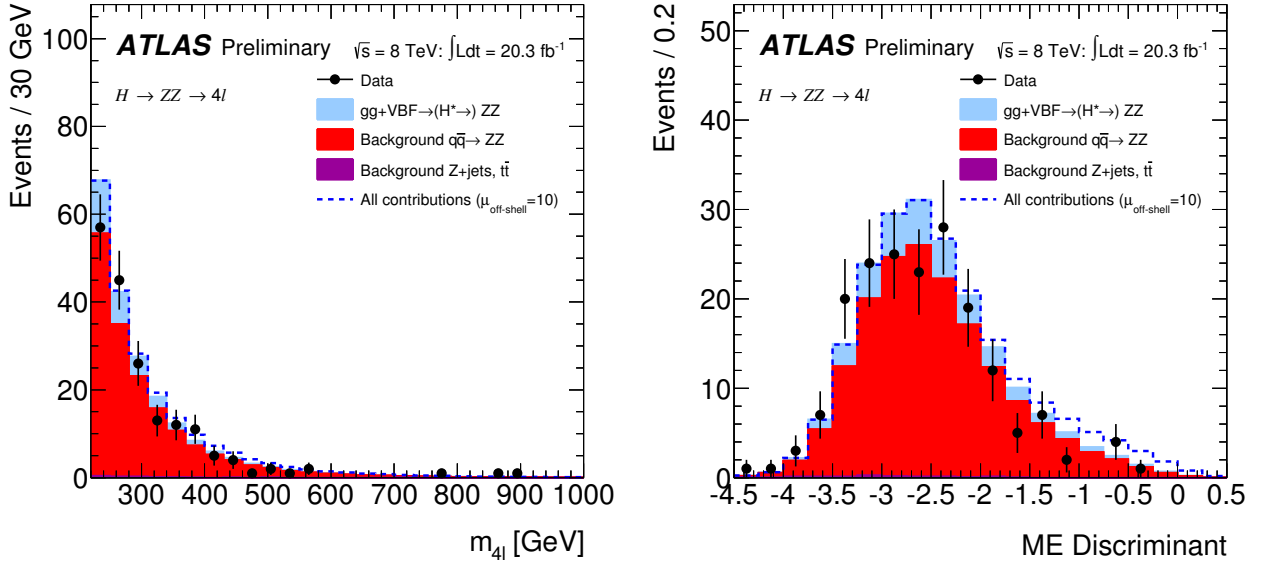 Events / 30 GeV
100
80
60
40
20
0
ATLAS Preliminary
√s = 8 TeV: ∫Ldt = 20.3 fb⁻¹
H → ZZ → 4l
Data
gg+VBF→(H*→) ZZ
Background qq̄→ ZZ
Background Z+jets, tt̄
All contributions (μoff-shell=10)
300 400 500 600 700 800 900 1000
m4l [GeV]
Events / 0.2
50
40
30
20
10
0
ATLAS Preliminary
√s = 8 TeV: ∫Ldt = 20.3 fb⁻¹
H → ZZ → 4l
Data
gg+VBF→(H*→) ZZ
Background qq̄→ ZZ
Background Z+jets, tt̄
All contributions (μoff-shell=10)
-4.5 -4 -3.5 -3 -2.5 -2 -1.5 -1 -0.5 0 0.5
ME Discriminant